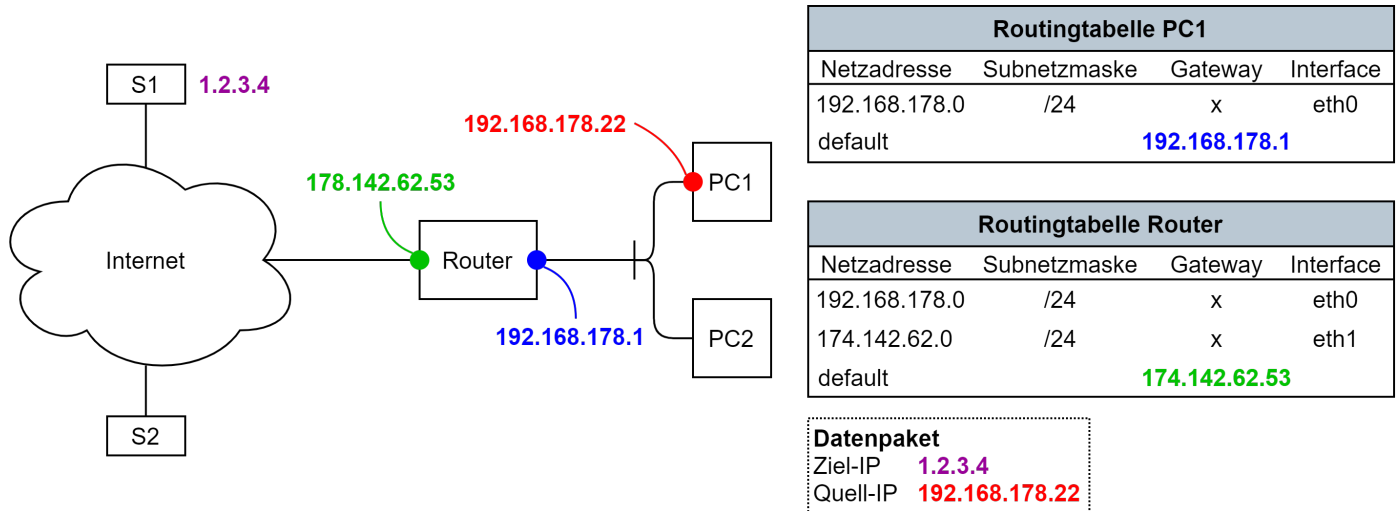 S1 1.2.3.4
192.168.178.22
178.142.62.53
PC1
Internet
Router
192.168.178.1
PC2
S2
Routingtabelle PC1
Netzadresse Subnetzmaske Gateway Interface
192.168.178.0 /24 x eth0
default 192.168.178.1
Routingtabelle Router
Netzadresse Subnetzmaske Gateway Interface
192.168.178.0 /24 x eth0
174.142.62.0 /24 x eth1
default 174.142.62.53
Datenpaket
Ziel-IP 1.2.3.4
Quell-IP 192.168.178.22